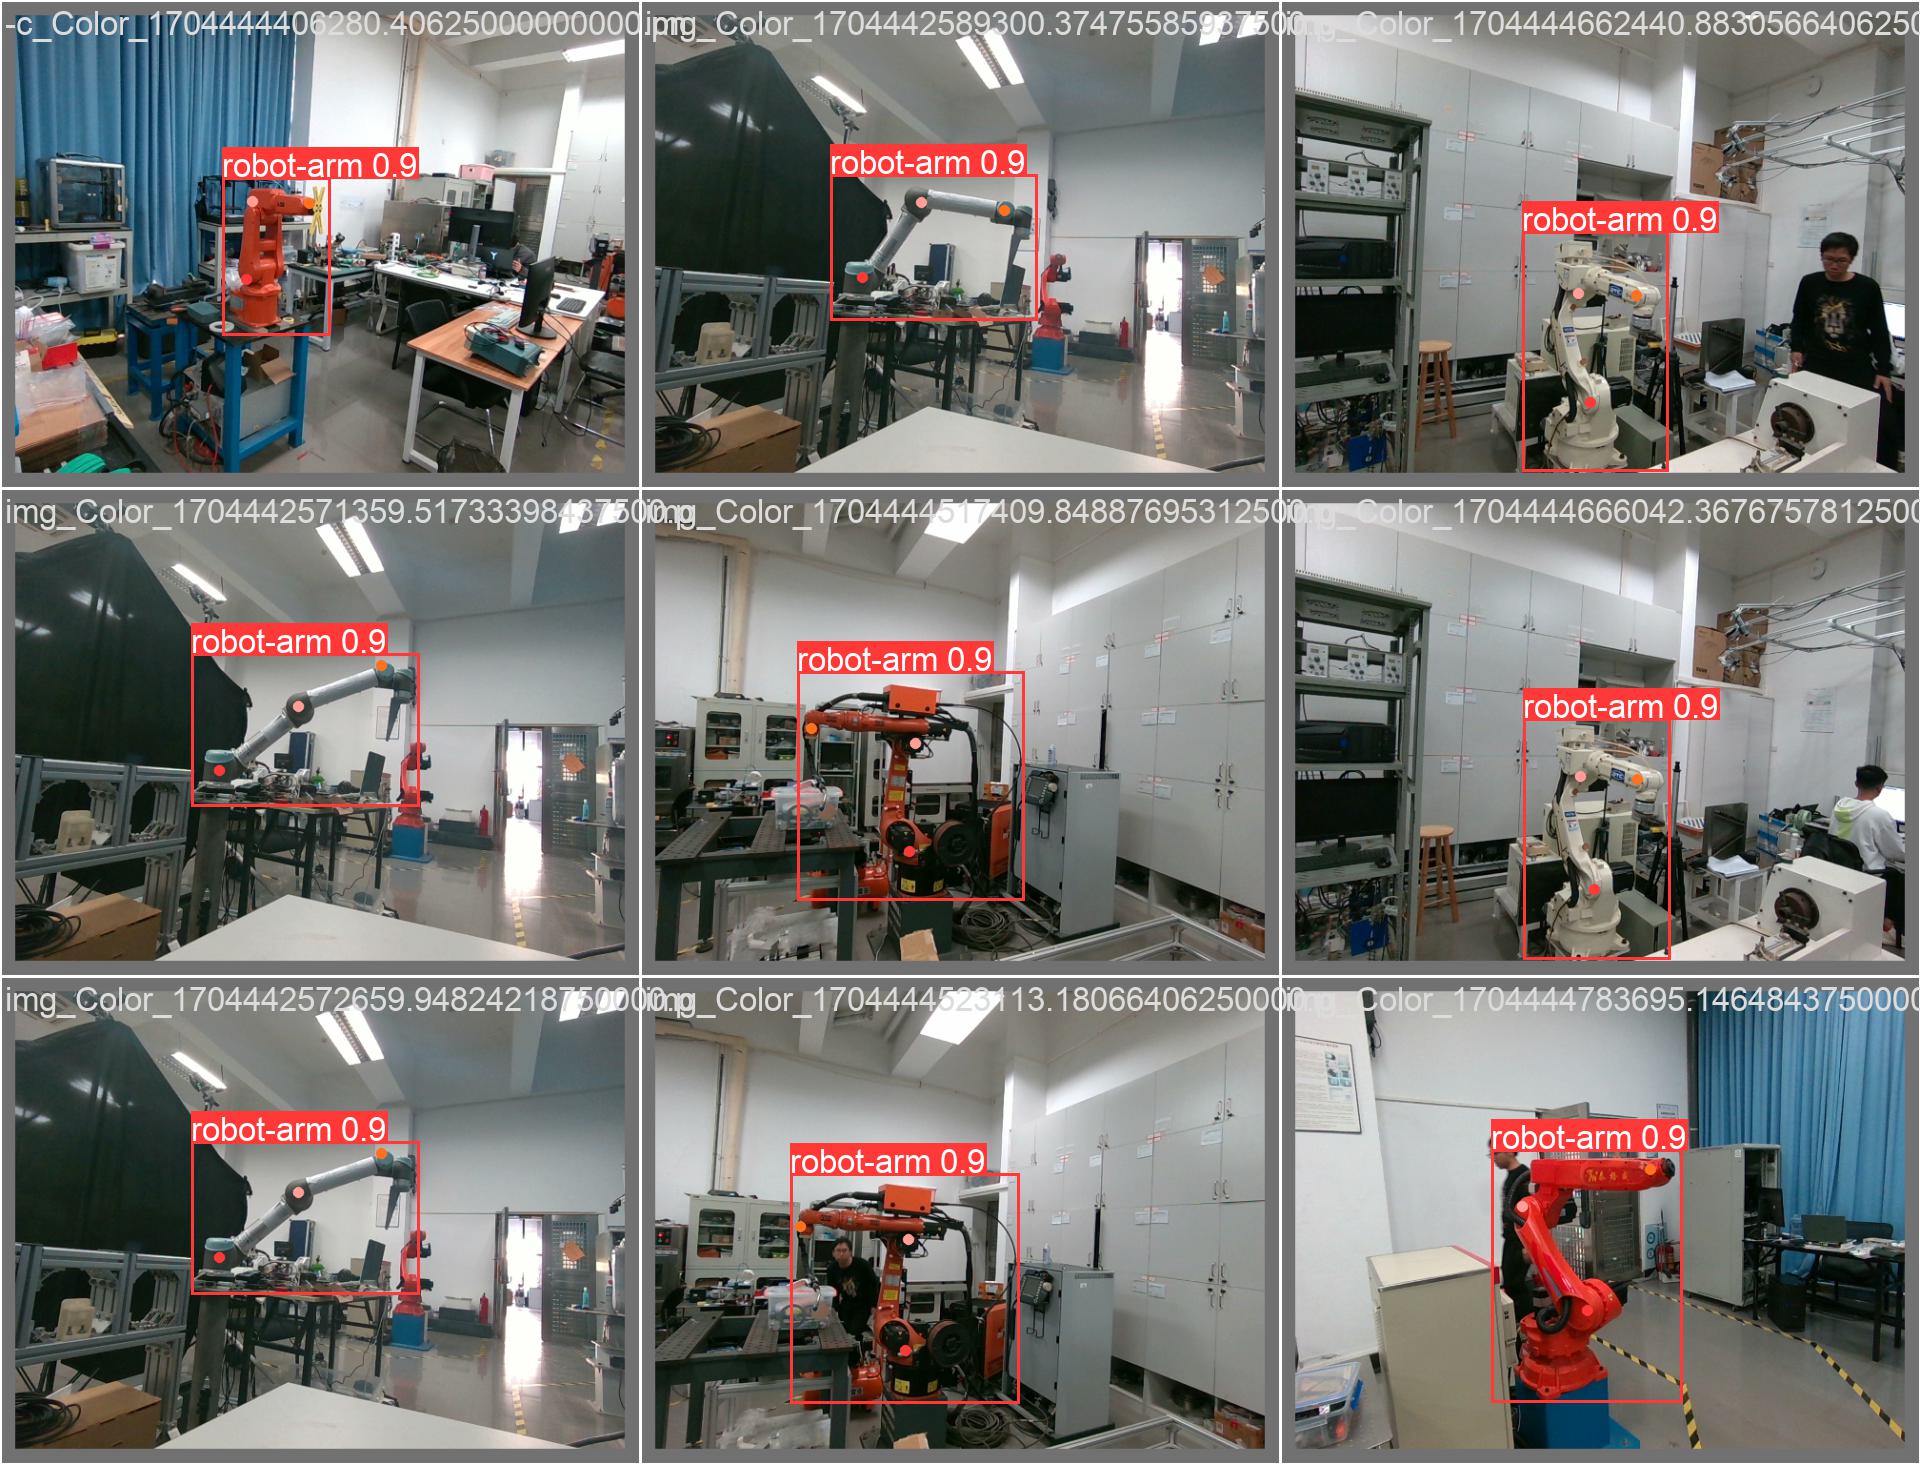 -c_Color_1704444406280.40625000000000.pn
img_Color_1704442589300.37475585937500.p
img_Color_1704444662440.88305664062500
robot-arm 0.9
robot-arm 0.9
robot-arm 0.9
img_Color_1704442571359.51733398437500.p
img_Color_1704444517409.84887695312500.
img_Color_1704444666042.36767578125000
robot-arm 0.9
robot-arm 0.9
robot-arm 0.9
img_Color_1704442572659.94824218750000.p
img_Color_1704444523113.18066406250000.
img_Color_1704444783695.14648437500000
robot-arm 0.9
robot-arm 0.9
robot-arm 0.9